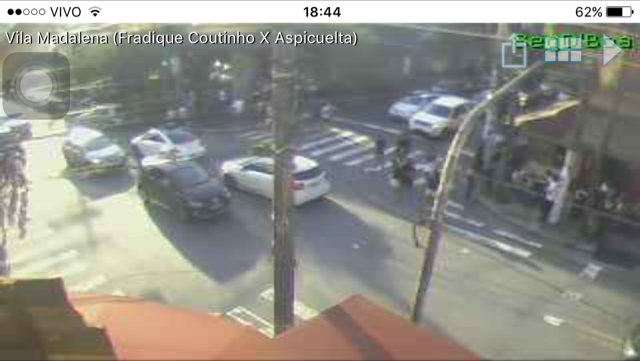 VIVO 18:44 62%
Vila Madalena (Fradique Coutinho X Aspicuelta)